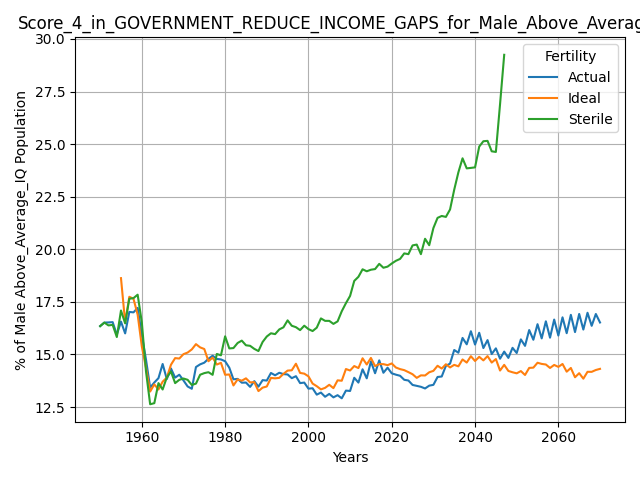 Score_4_in_GOVERNMENT_REDUCE_INCOME_GAPS_for_Male_Above_Averag
30.0
27.5
25.0
22.5
20.0
17.5
15.0
12.5
% of Male Above_Average_IQ Population
Fertility
Actual
Ideal
Sterile
1960 1980 2000 2020 2040 2060
Years